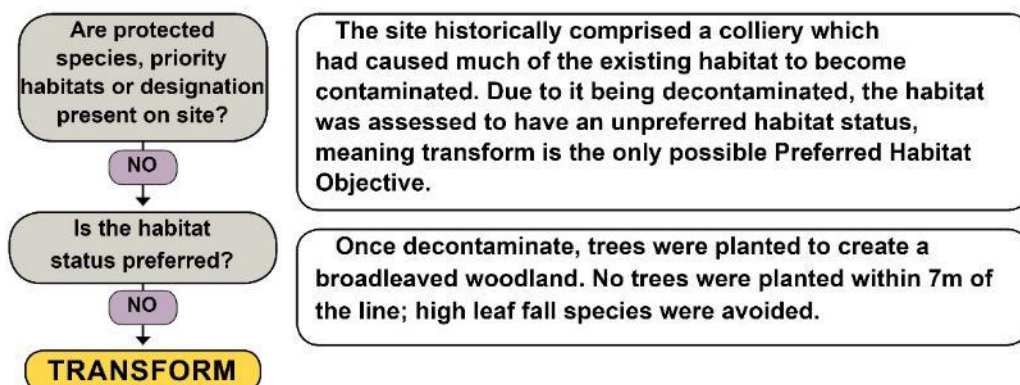 Are protected
species, priority
habitats or designation
present on site?
NO
Is the habitat
status preferred?
NO
TRANSFORM
The site historically comprised a colliery which
had caused much of the existing habitat to become
contaminated. Due to it being decontaminated, the habitat
was assessed to have an unpreferred habitat status,
meaning transform is the only possible Preferred Habitat
Objective.
Once decontaminate, trees were planted to create a
broadleaved woodland. No trees were planted within 7m of
the line; high leaf fall species were avoided.